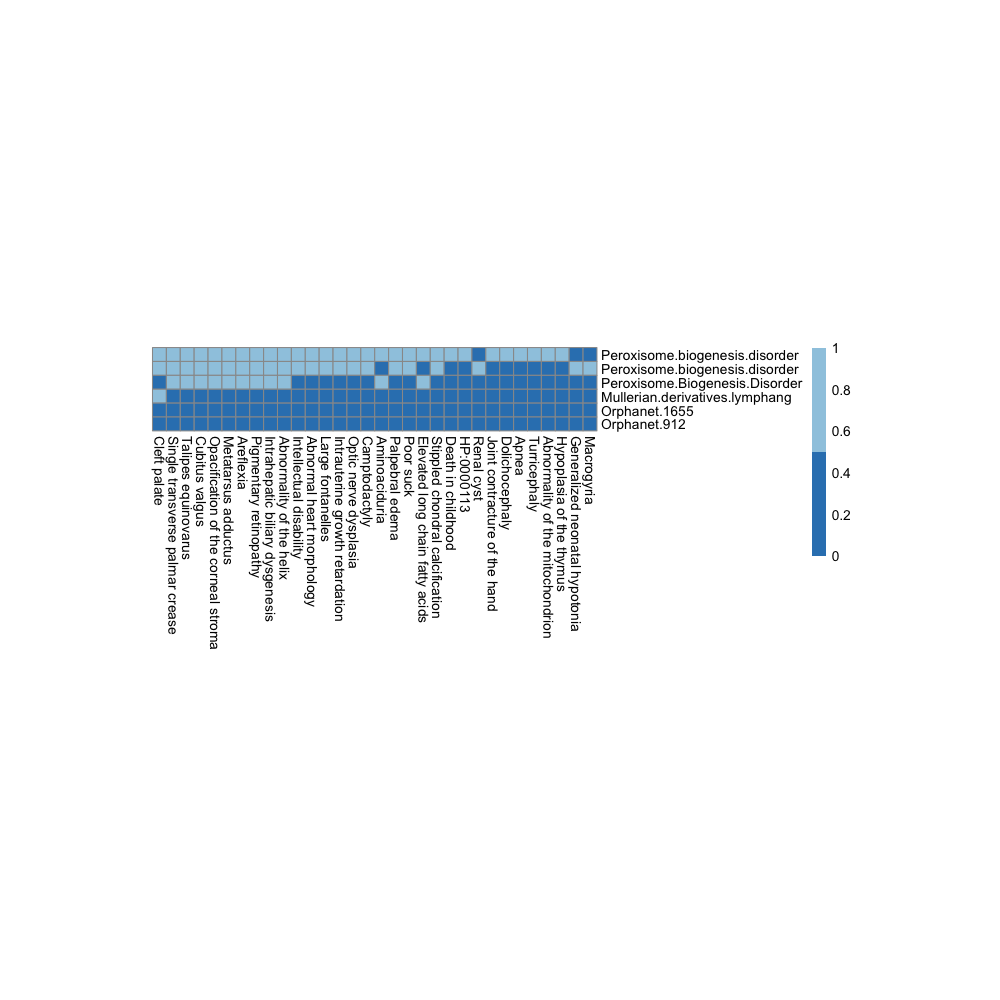 Peroxisome.biogenesis.disorder
Peroxisome.biogenesis.disorder
Peroxisome.Biogenesis.Disorder
Mullerian.derivatives.lymphang
Orphanet.1655
Orphanet.912
1
0.8
0.6
0.4
0.2
0
Cleft palate
Single transverse palmar crease
Talipes equinovarus
Cubitus valgus
Opacification of the corneal stroma
Metatarsus adductus
Areflexia
Pigmentary retinopathy
Intrahepatic biliary dysgenesis
Abnormality of the helix
Intellectual disability
Abnormal heart morphology
Large fontanelles
Intrauterine growth retardation
Optic nerve dysplasia
Camptodactyly
Aminoaciduria
Palpebral edema
Poor suck
Elevated long chain fatty acids
Stippled chondral calcification
Death in childhood
HP:0000113
Renal cyst
Joint contracture of the hand
Dolichocephaly
Apnea
Turricephaly
Abnormality of the mitochondrion
Hypoplasia of the thymus
Generalized neonatal hypotonia
Macrogyria